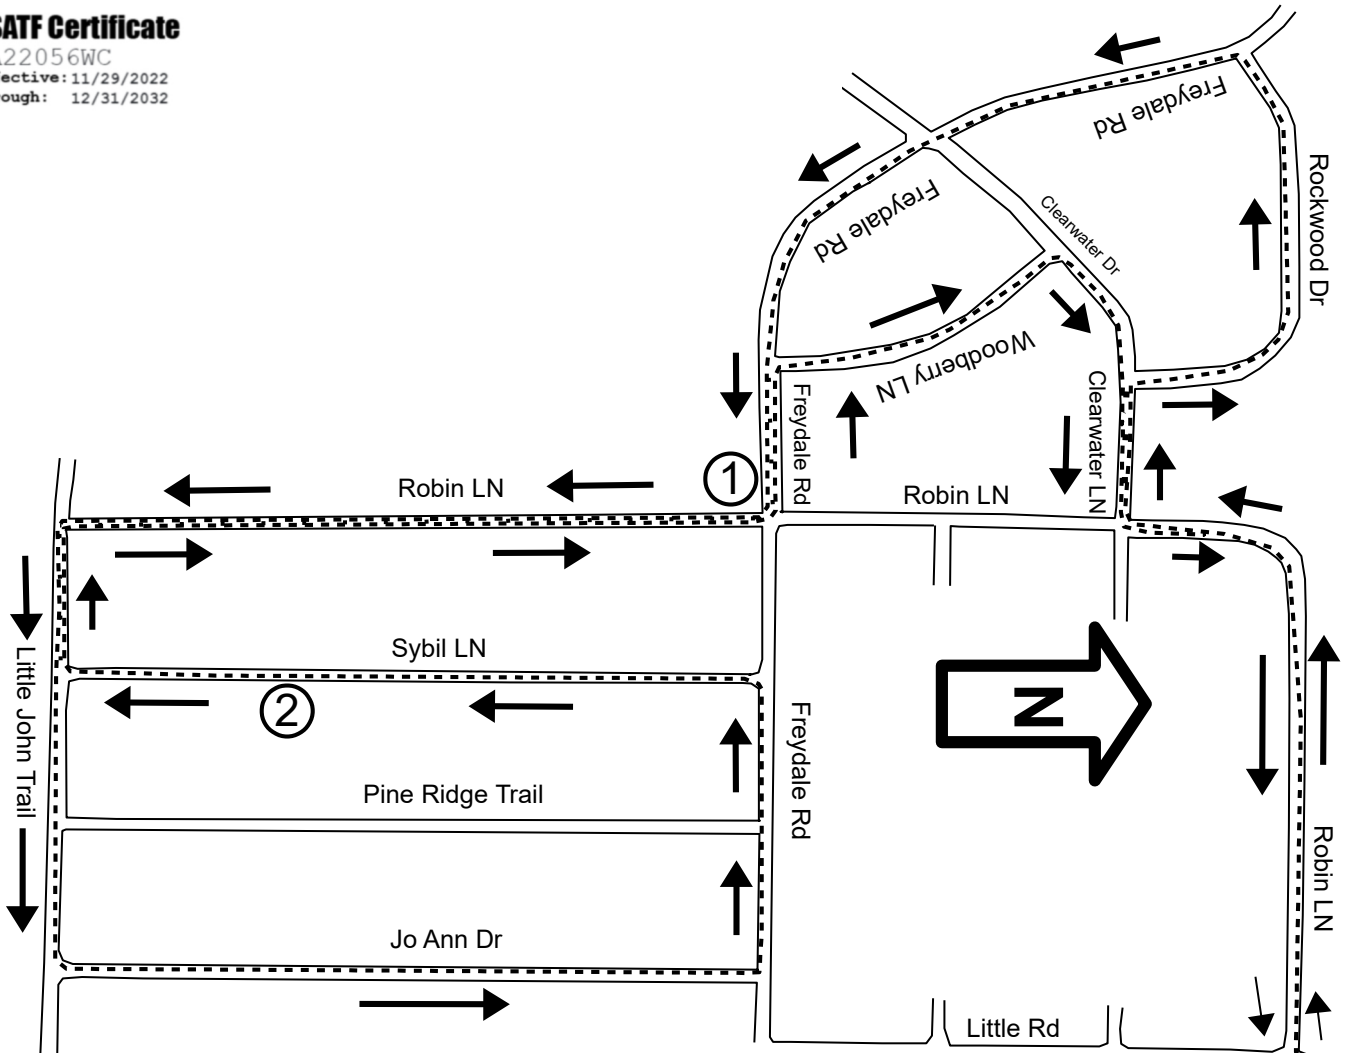 SATF Certificate
A22056WC
ective: 11/29/2022
ough: 12/31/2032
Freydale Rd
Rockwood Dr
Freydale Rd
Clearwater Dr
Woodberry LN
Freydale Rd
Clearwater LN
1
Robin LN
Robin LN
Sybil LN
Little John Trail
2
N
Freydale Rd
Pine Ridge Trail
Robin LN
Jo Ann Dr
Little Rd